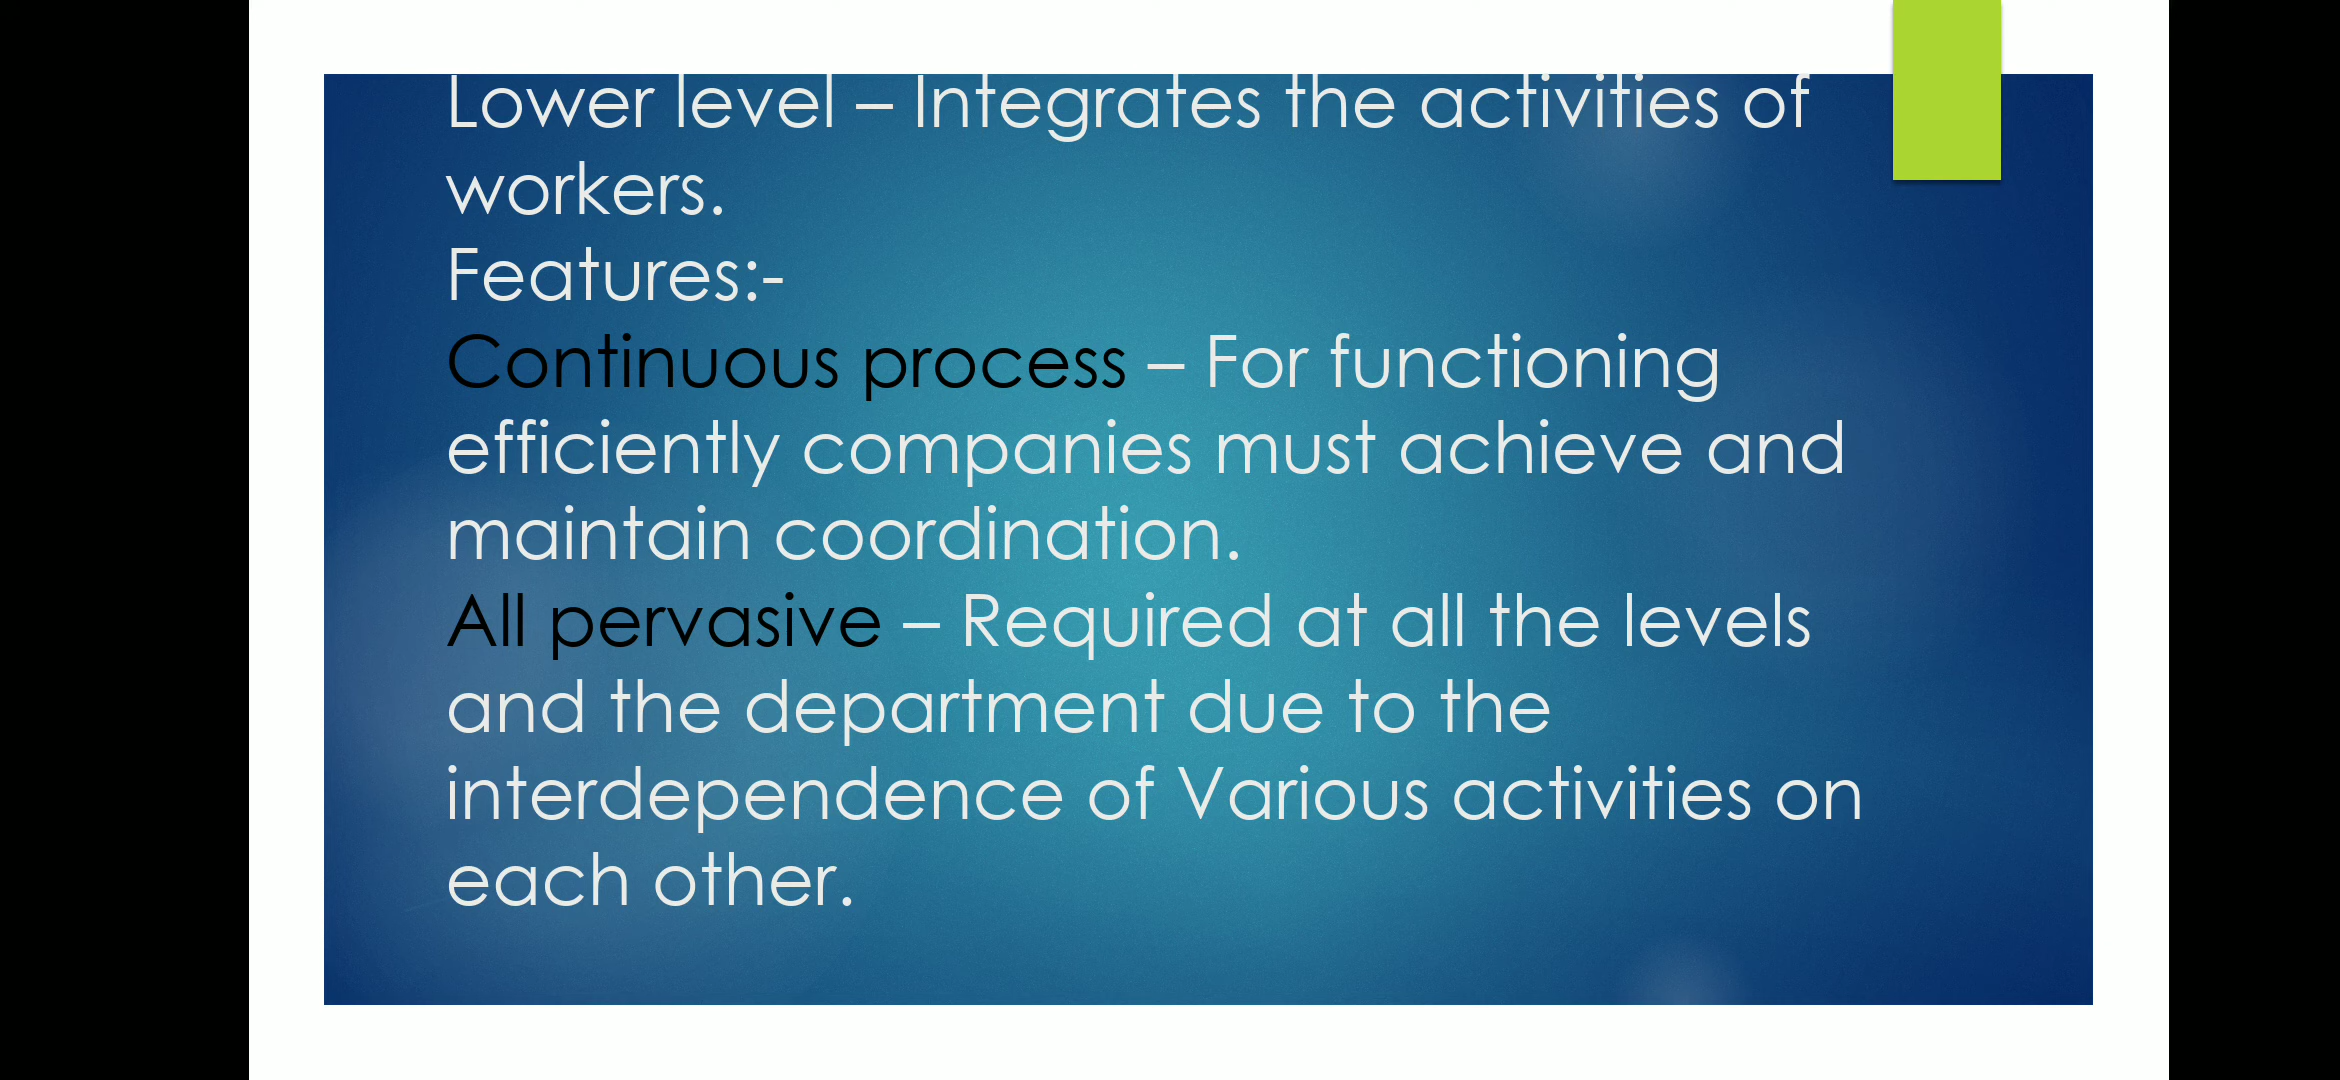 Lower level – Integrates the activities of
workers.
Features:-
Continuous process – For functioning
efficiently companies must achieve and
maintain coordination.
All pervasive – Required at all the levels
and the department due to the
interdependence of Various activities on
each other.